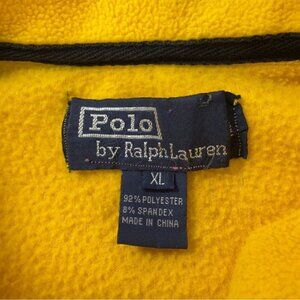 Polo
by Ralph Lauren
XL
92% POLYESTER
8% SPANDEX
MADE IN CHINA